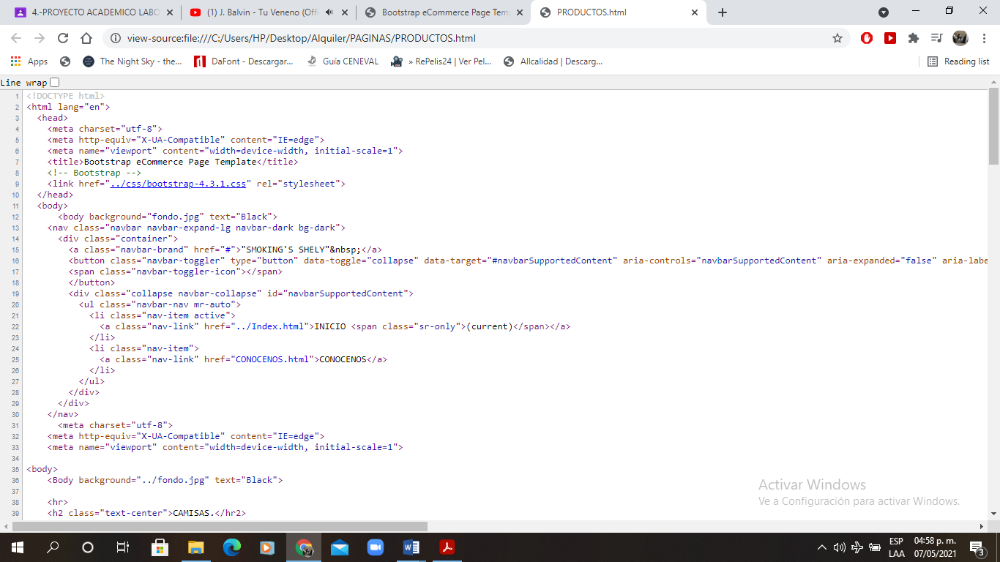 4.-PROYECTO ACADEMICO LABO
(1) J. Balvin - Tu Veneno (Offi
Bootstrap eCommerce Page Tem
PRODUCTOS.html
view-source:file:///C:/Users/HP/Desktop/Alquiler/PAGINAS/PRODUCTOS.html
Apps
The Night Sky - the...
DaFont - Descargar...
Guía CENEVAL
» RePelis24 | Ver Pel...
Allcalidad | Descarg...
Reading list
Line wrap
1 <!DOCTYPE html>
2 <html lang="en">
3 <head>
4 <meta charset="utf-8">
5 <meta http-equiv="X-UA-Compatible" content="IE=edge">
6 <meta name="viewport" content="width=device-width, initial-scale=1">
7 <title>Bootstrap eCommerce Page Template</title>
8 <!-- Bootstrap -->
9 <link href="../css/bootstrap-4.3.1.css" rel="stylesheet">
10 </head>
11 <body>
12 <body background="fondo.jpg" text="Black">
13 <nav class="navbar navbar-expand-lg navbar-dark bg-dark">
14 <div class="container">
15 <a class="navbar-brand" href="#">"SMOKING'S SHELY"&nbsp;</a>
16 <button class="navbar-toggler" type="button" data-toggle="collapse" data-target="#navbarSupportedContent" aria-controls="navbarSupportedContent" aria-expanded="false" aria-labe
17 <span class="navbar-toggler-icon"></span>
18 </button>
19 <div class="collapse navbar-collapse" id="navbarSupportedContent">
20 <ul class="navbar-nav mr-auto">
21 <li class="nav-item active">
22 <a class="nav-link" href="../Index.html">INICIO <span class="sr-only">(current)</span></a>
23 </li>
24 <li class="nav-item">
25 <a class="nav-link" href="CONOCENOS.html">CONOCENOS</a>
26 </li>
27 </ul>
28 </div>
29 </div>
30 </nav>
31 <meta charset="utf-8">
32 <meta http-equiv="X-UA-Compatible" content="IE=edge">
33 <meta name="viewport" content="width=device-width, initial-scale=1">
34
35 <body>
36 <Body background="../fondo.jpg" text="Black">
37
38 <hr>
39 <h2 class="text-center">CAMISAS.</hr2>
Activar Windows
Ve a Configuración para activar Windows.
ESP
LAA
04:58 p. m.
07/05/2021
3